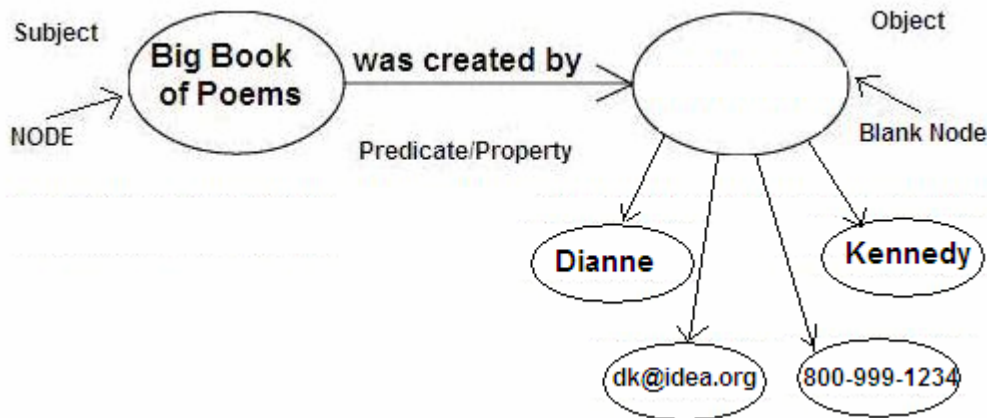 Subject
Object
Big Book
of Poems
was created by
NODE
Predicate/Property
Blank Node
Dianne
Kennedy
dk@idea.org
800-999-1234